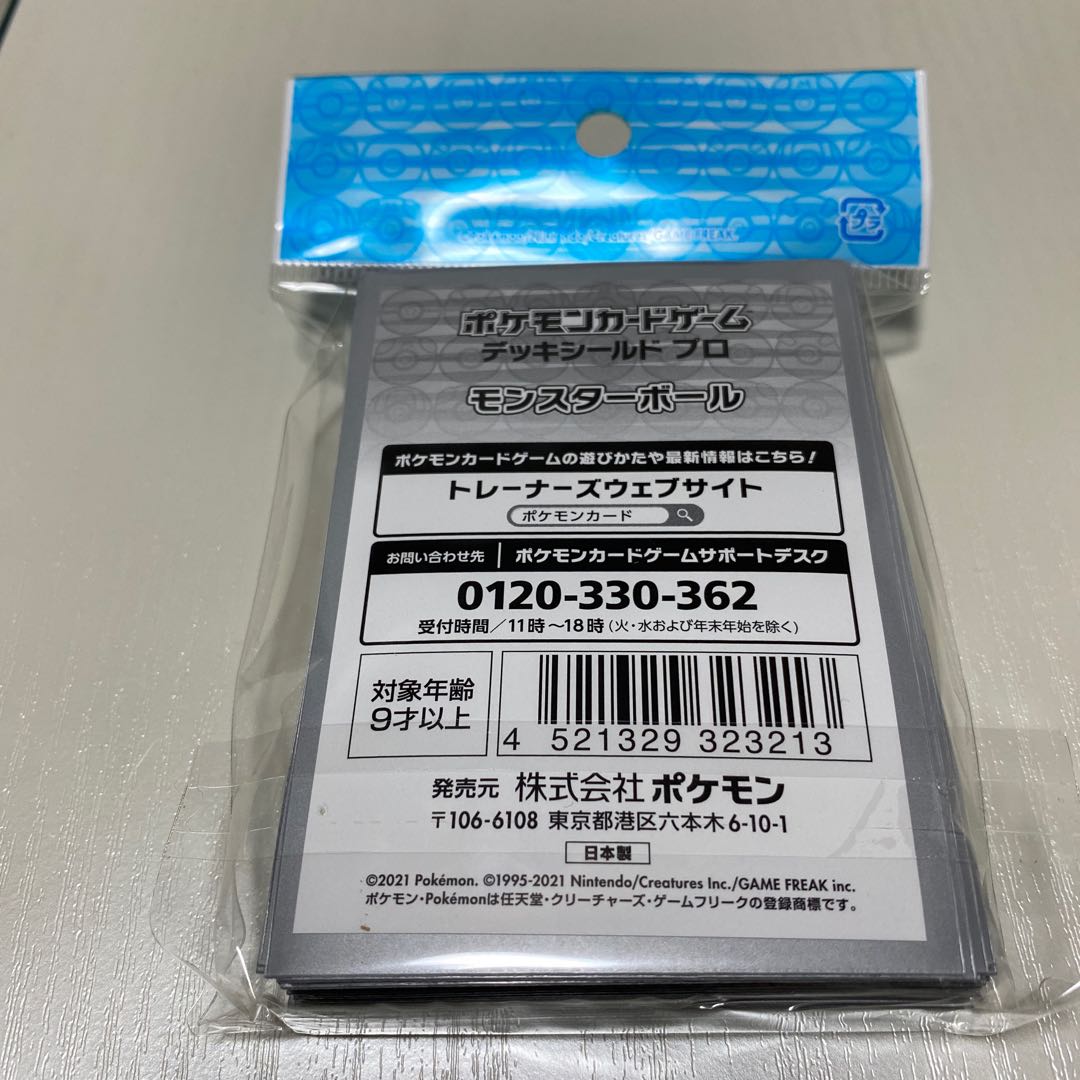 プラ
©Pokémon/Nintendo/Creatures/GAME FREAK
ポケモンカードゲーム
デッキシールド プロ
モンスターボール
ポケモンカードゲームの遊びかたや最新情報はこちら!
トレーナーズウェブサイト
ポケモンカード
お問い合わせ先 ポケモンカードゲームサポートデスク
0120-330-362
受付時間/11時~18時(火・水および年末年始を除く)
対象年齢
9才以上
4 521329 323213
発売元 株式会社ポケモン
〒106-6108 東京都港区六本木6-10-1
日本製
©2021 Pokémon. ©1995-2021 Nintendo/Creatures Inc./GAME FREAK inc.
ポケモン・Pokémonは任天堂・クリーチャーズ・ゲームフリークの登録商標です。